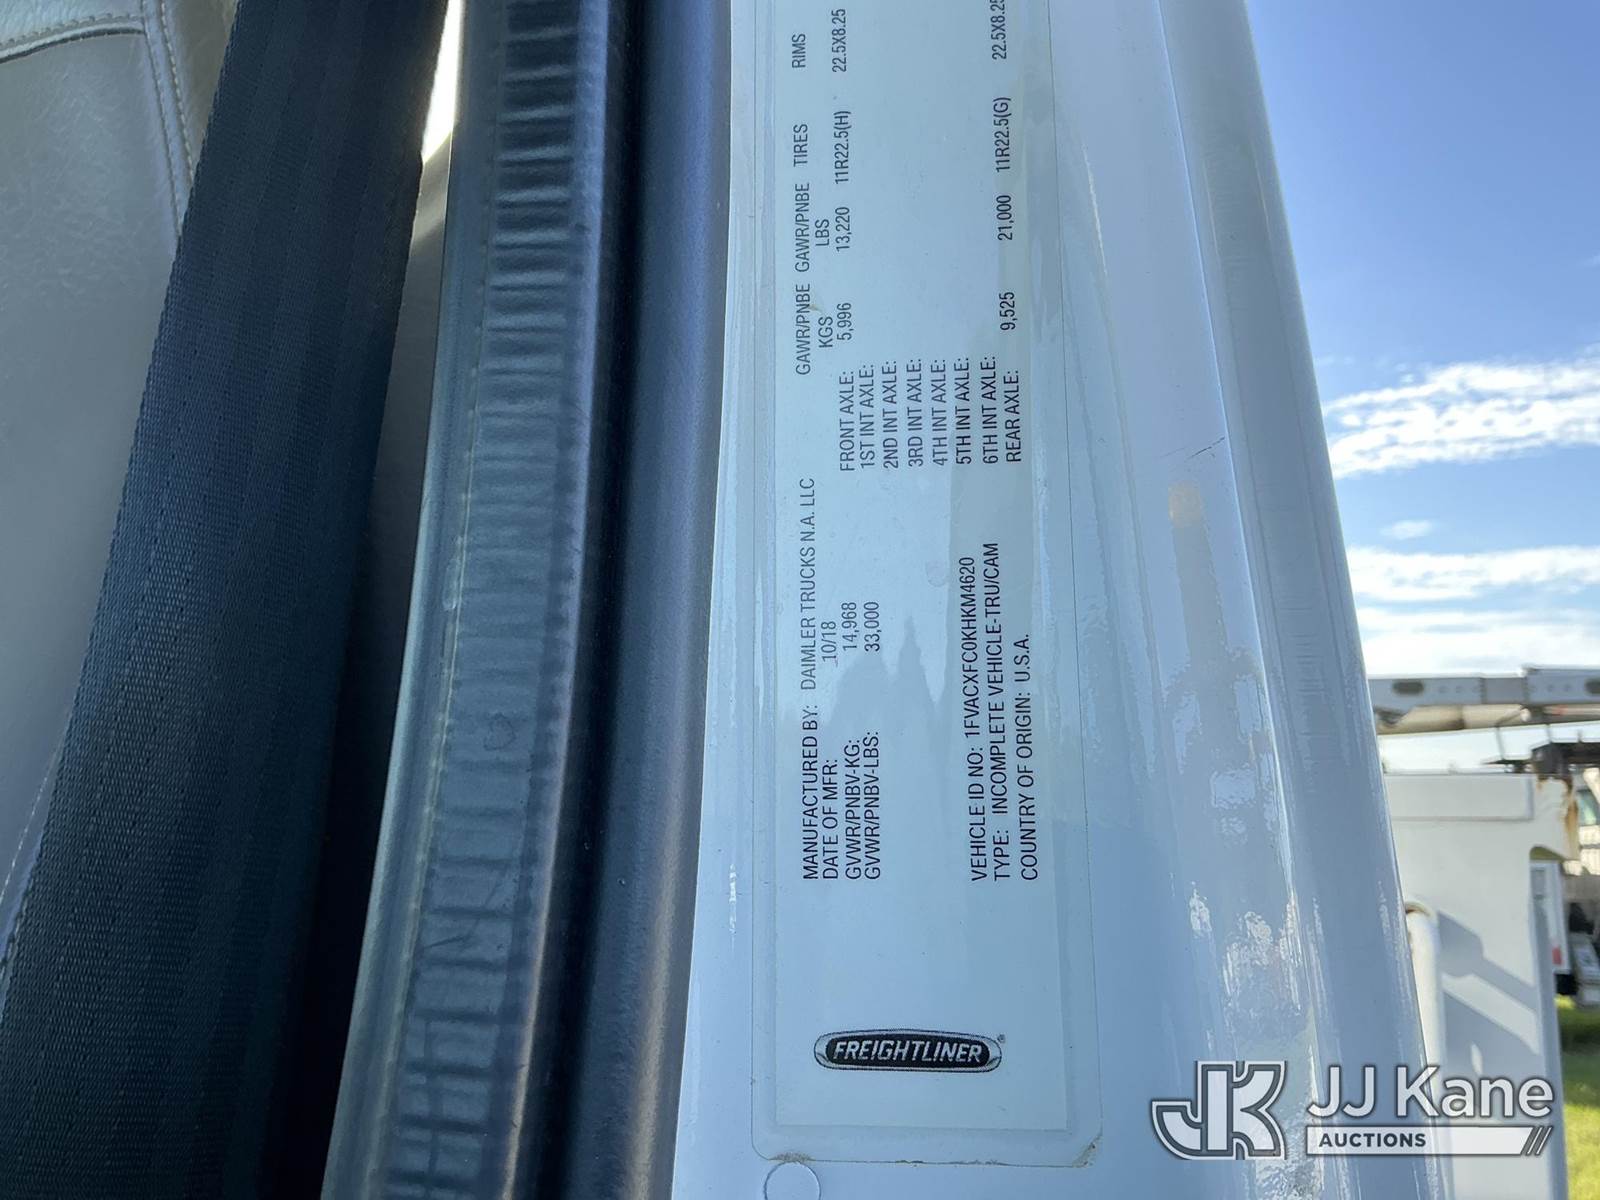 MANUFACTURED BY: DAIMLER TRUCKS N.A. LLC
DATE OF MFR: 10/18
GVWR/PNBV-KG: 14,968
GVWR/PNBV-LBS: 33,000
VEHICLE ID NO: 1FVACXFC0KHKM4620
TYPE: INCOMPLETE VEHICLE-TRU/CAM
COUNTRY OF ORIGIN: U.S.A.
GAWR/PNBE GAWR/PNBE TIRES RIMS
KGS LBS
FRONT AXLE: 5,996 13,220 11R22.5(H) 22.5X8.25
1ST INT AXLE:
2ND INT AXLE:
3RD INT AXLE:
4TH INT AXLE:
5TH INT AXLE:
6TH INT AXLE:
REAR AXLE: 9,525 21,000 11R22.5(G) 22.5X8.25
FREIGHTLINER®
JK JJ Kane
AUCTIONS